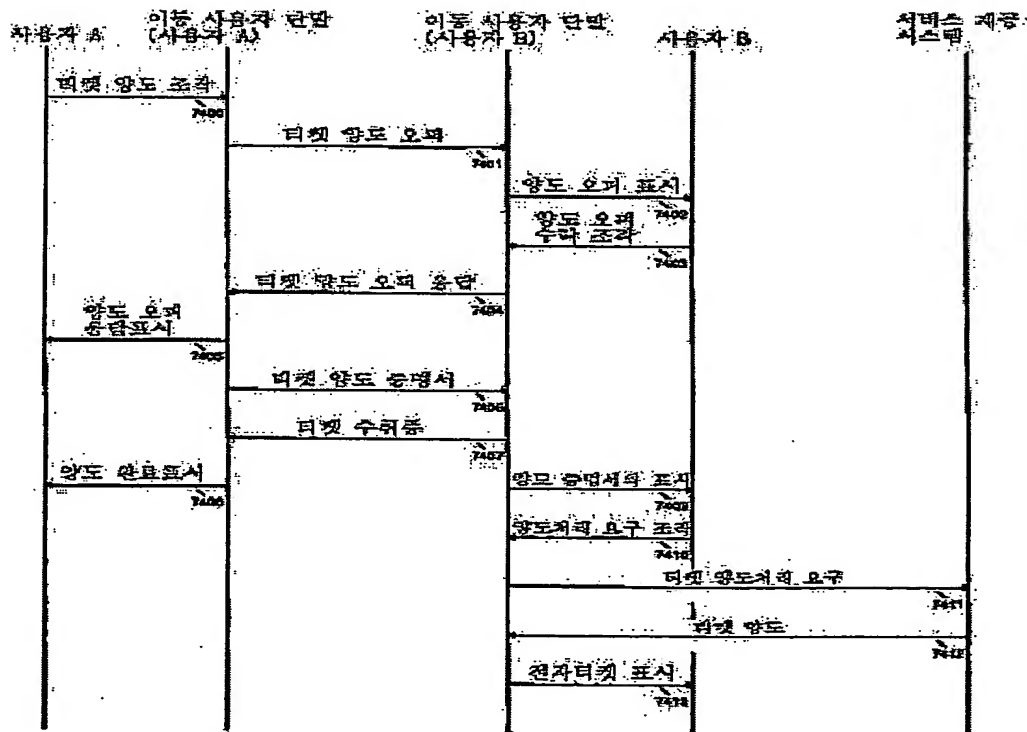 사용자 A
이동 사용자 단말
(사용자 A)
이동 사용자 단말
(사용자 B)
사용자 B
서비스 제공
시스템
티켓 양도 조작
7400
티켓 양도 오퍼
7401
양도 오퍼 표시
7402
양도 오퍼
수락 조작
7403
티켓 양도 오퍼 응답
7404
양도 오퍼
응답표시
7405
티켓 양도 증명서
7406
티켓 수취증
7407
양도 완료표시
7408
양도 증명서의 표시
7409
양도처리 요구 조작
7410
티켓 양도처리 요구
7411
티켓 양도
7412
전자티켓 표시
7413